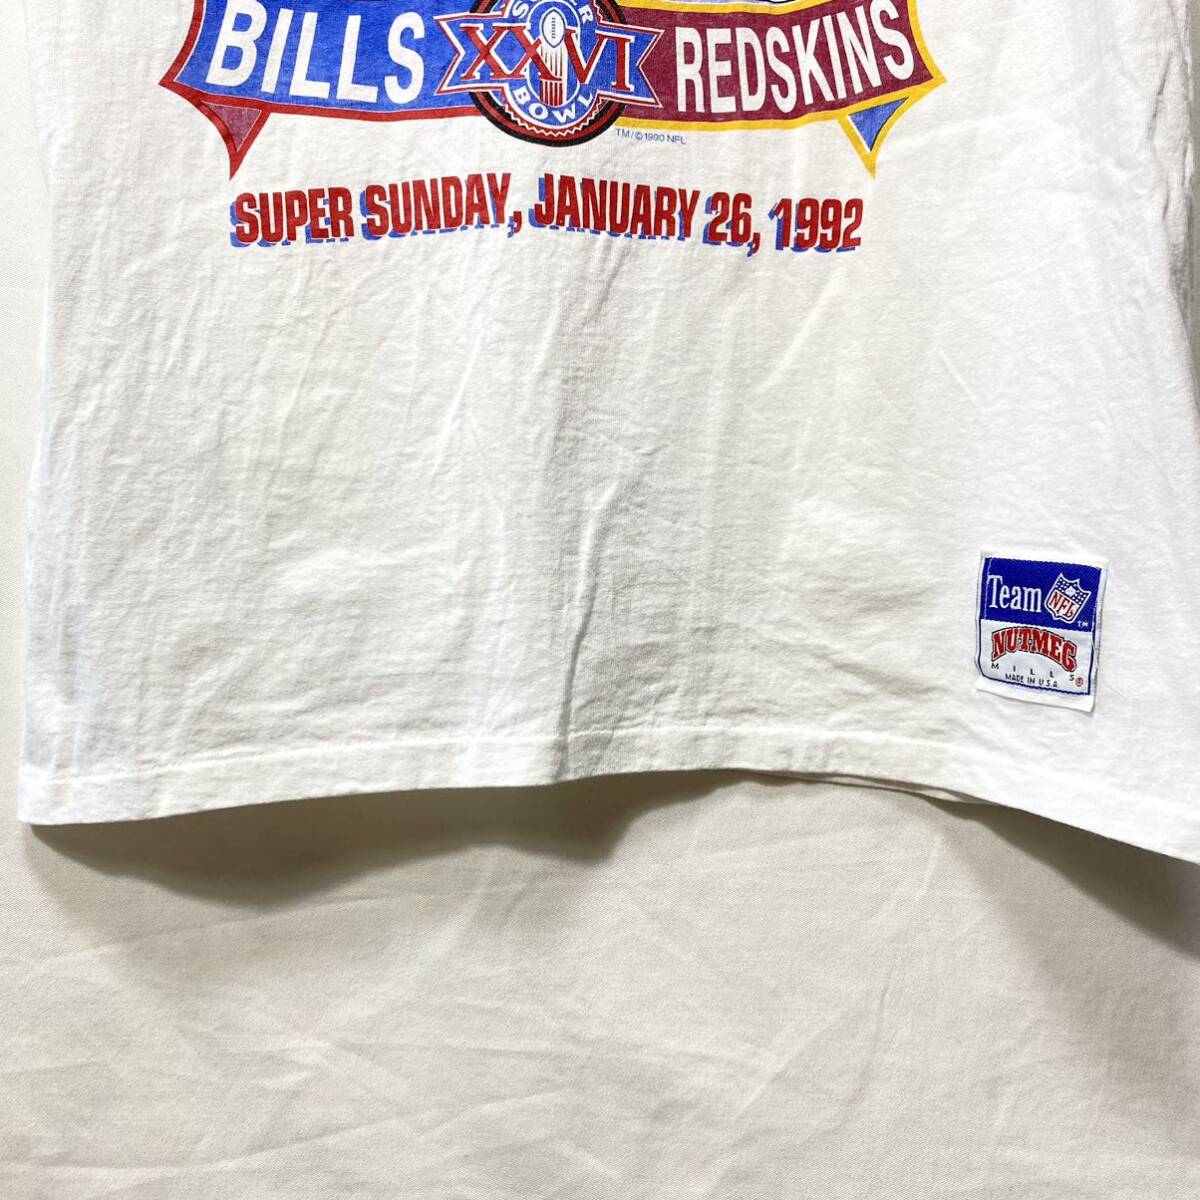 BILLS
SUPER
XXVI
BOWL
REDSKINS
TM/©1990 NFL
SUPER SUNDAY, JANUARY 26, 1992
Team NFL TM
NUTMEG
MILLS
MADE IN U.S.A.